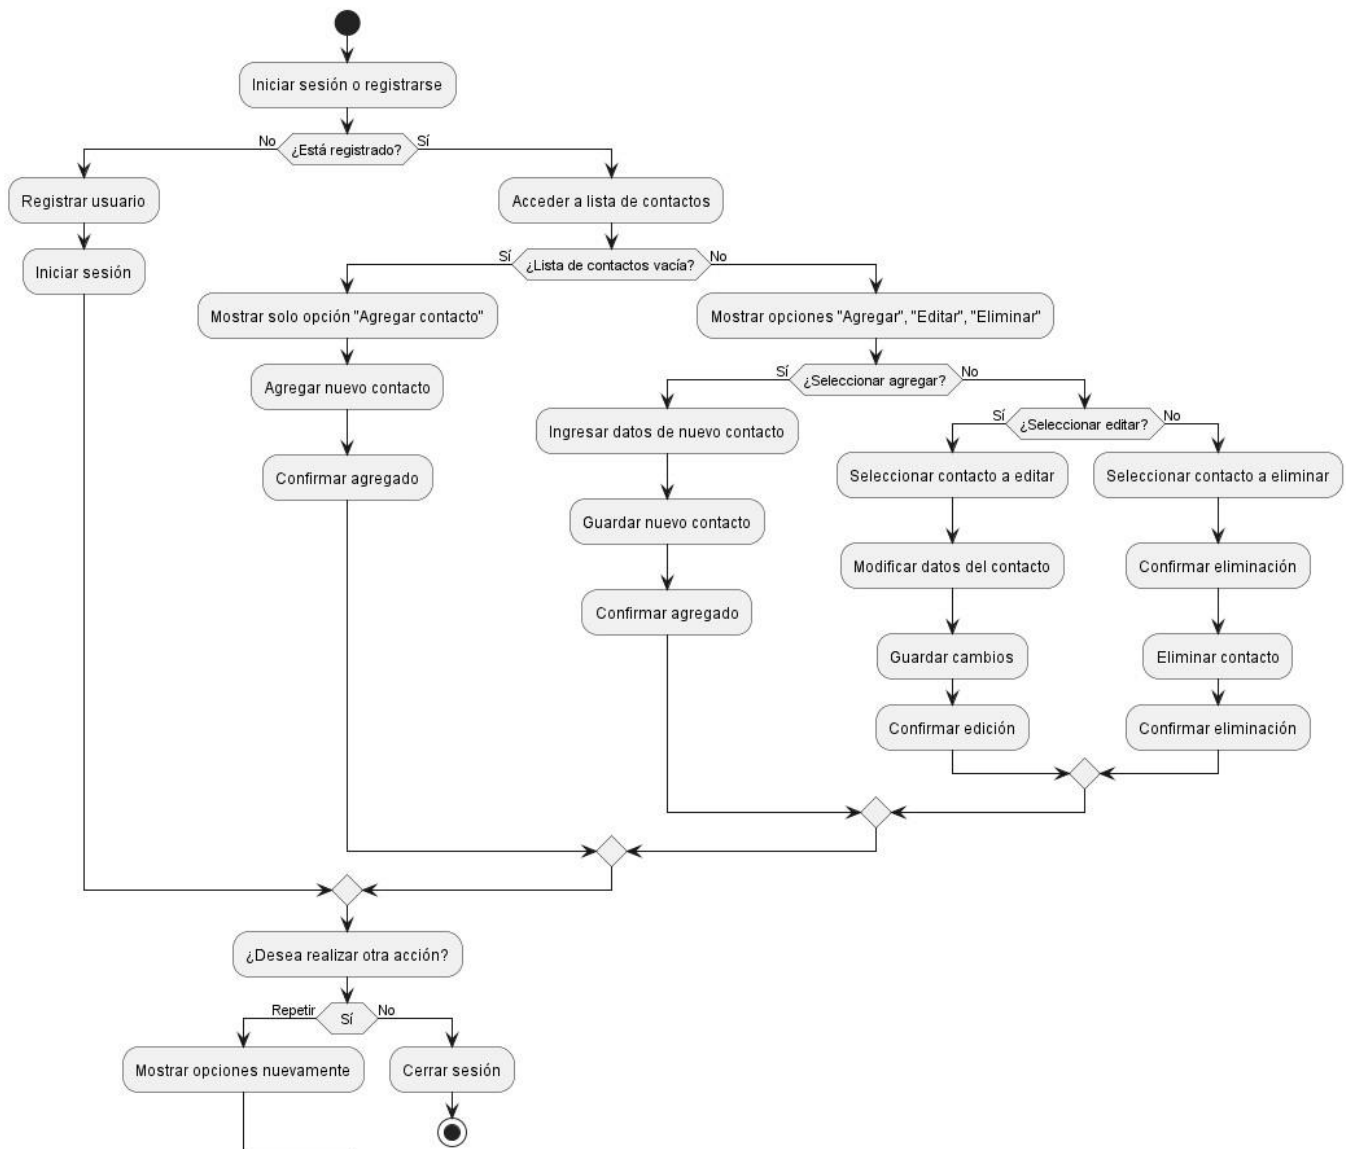 Iniciar sesión o registrarse
No
¿Está registrado?
Sí
Registrar usuario
Acceder a lista de contactos
Iniciar sesión
Sí
¿Lista de contactos vacía?
No
Mostrar solo opción "Agregar contacto"
Mostrar opciones "Agregar", "Editar", "Eliminar"
Agregar nuevo contacto
Sí
¿Seleccionar agregar?
No
Ingresar datos de nuevo contacto
Sí
¿Seleccionar editar?
No
Confirmar agregado
Seleccionar contacto a editar
Seleccionar contacto a eliminar
Guardar nuevo contacto
Modificar datos del contacto
Confirmar eliminación
Confirmar agregado
Guardar cambios
Eliminar contacto
Confirmar edición
Confirmar eliminación
¿Desea realizar otra acción?
Repetir
Sí
No
Mostrar opciones nuevamente
Cerrar sesión